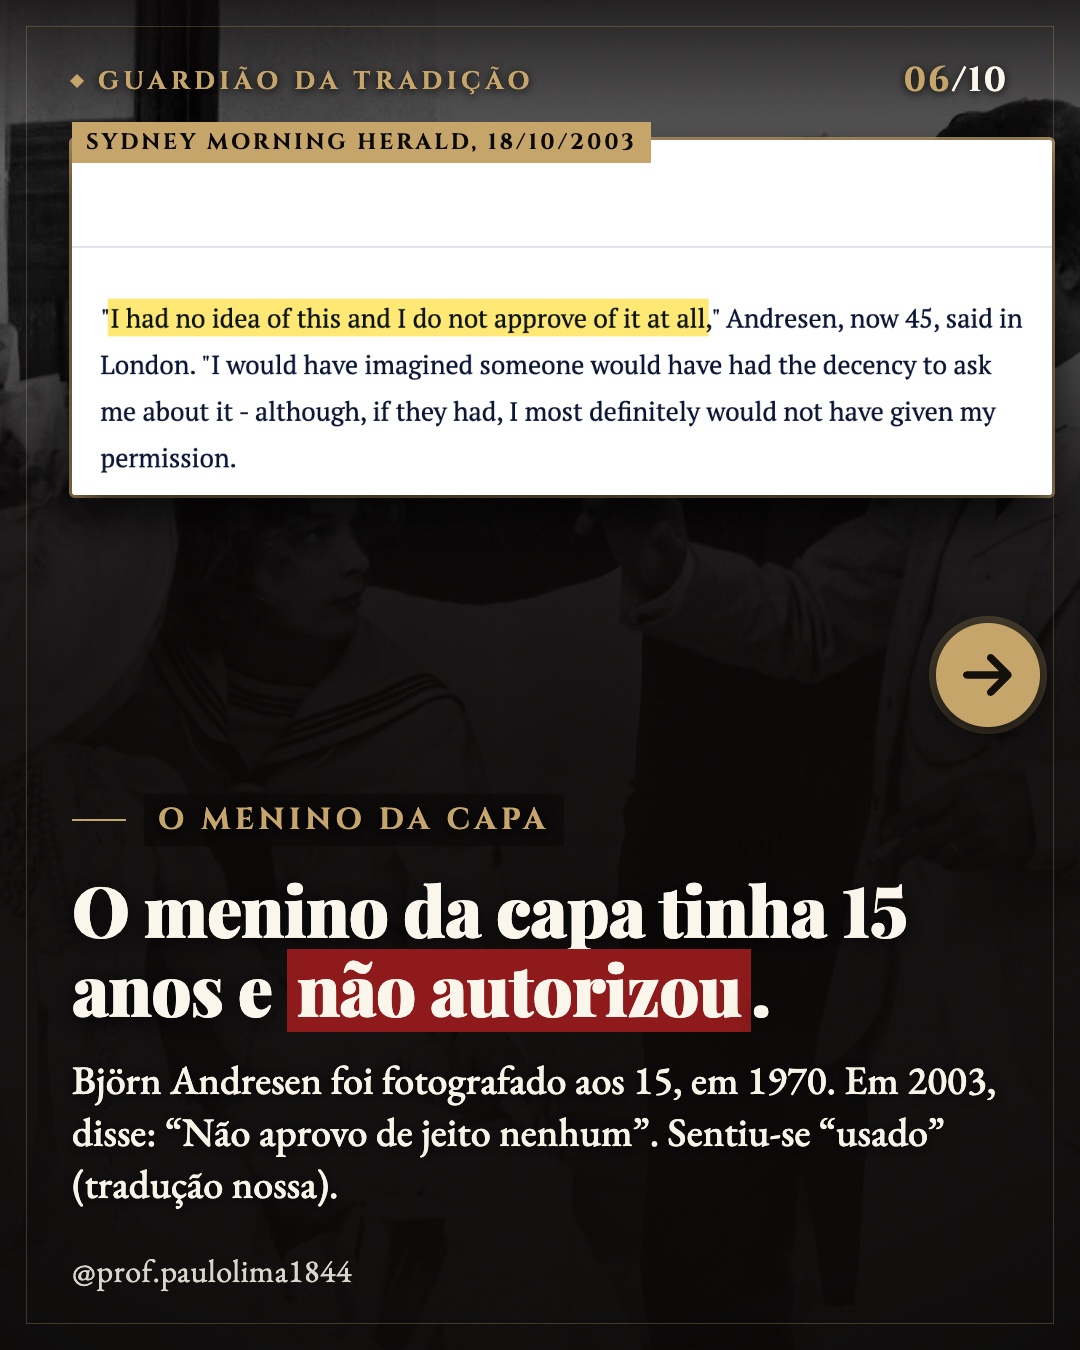 GUARDIÃO DA TRADIÇÃO
06/10
SYDNEY MORNING HERALD, 18/10/2003
"I had no idea of this and I do not approve of it at all," Andresen, now 45, said in
London. "I would have imagined someone would have had the decency to ask
me about it - although, if they had, I most definitely would not have given my
permission.
O MENINO DA CAPA
O menino da capa tinha 15
anos e não autorizou.
Björn Andresen foi fotografado aos 15, em 1970. Em 2003,
disse: “Não aprovo de jeito nenhum”. Sentiu-se “usado”
(tradução nossa).
@prof.paulolima1844